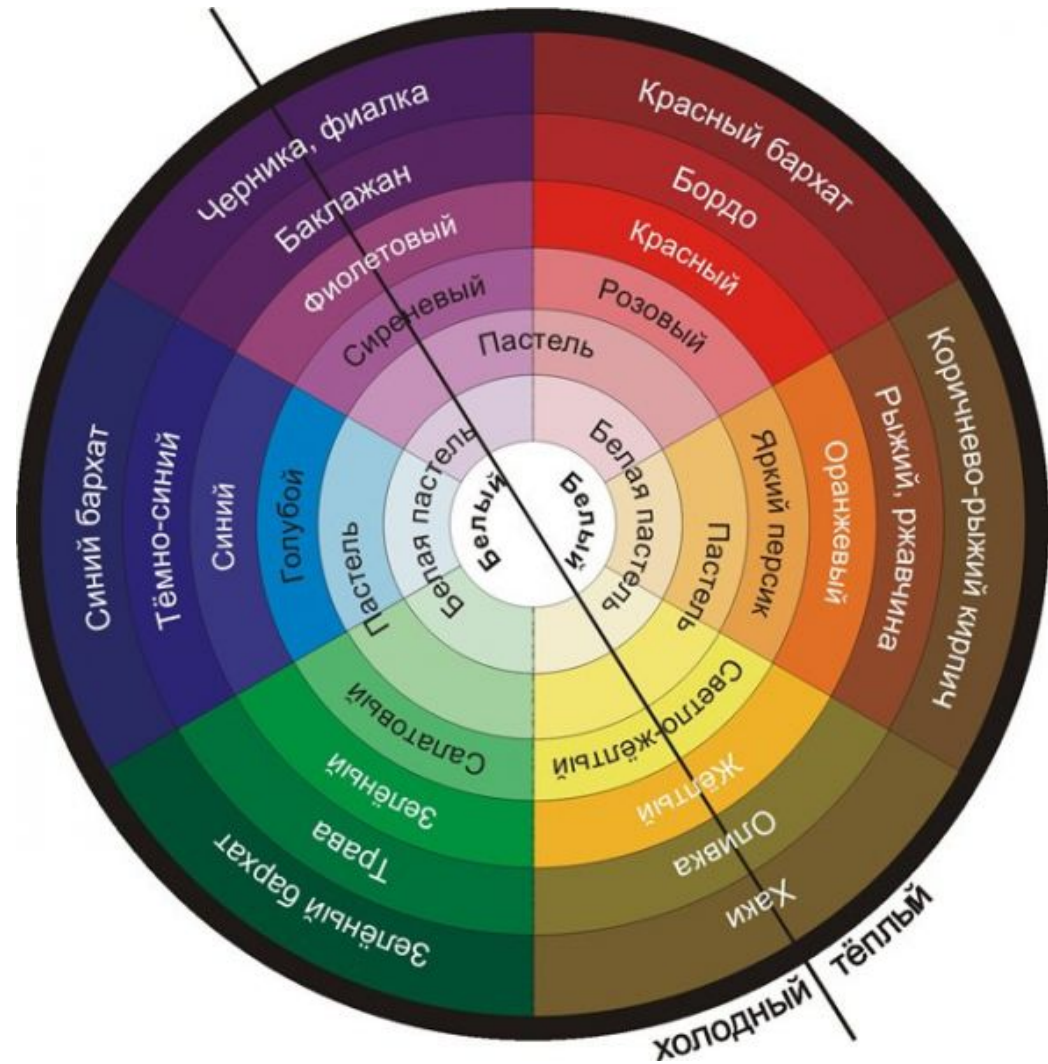 Черника, фиалка
Баклажан
Фиолетовый
Сиреневый
Пастель
Белая пастель
Белый
Красный бархат
Бордо
Красный
Розовый
Белая пастель
Белый
Коричнево-рыжий кирпич
Рыжий, ржавчина
Оранжевый
Яркий персик
Пастель
Синий бархат
Тёмно-синий
Синий
Голубой
Пастель
Салатовый
Зелёный
Трава
Зелёный бархат
Светло-жёлтый
Жёлтый
Оливка
Хаки
холодный
тёплый